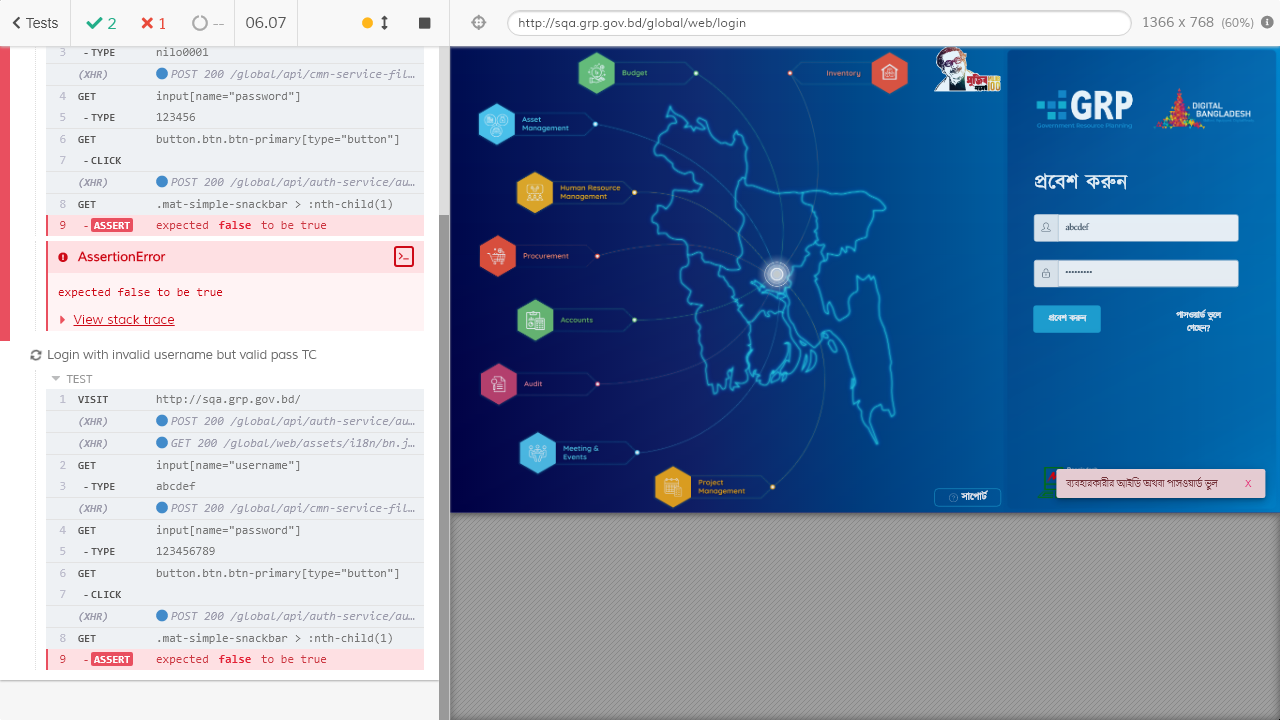 Tests
2
1
--
06.07
http://sqa.grp.gov.bd/global/web/login
1366 x 768 (60%)
3 -TYPE nilo0001
(XHR) POST 200 /global/api/cmn-service-fil...
4 GET input[name="password"]
5 -TYPE 123456
6 GET button.btn.btn-primary[type="button"]
7 -CLICK
(XHR) POST 200 /global/api/auth-service/au...
8 GET .mat-simple-snackbar > :nth-child(1)
9 -ASSERT expected false to be true
AssertionError
expected false to be true
View stack trace
Login with invalid username but valid pass TC
TEST
1 VISIT http://sqa.grp.gov.bd/
(XHR) POST 200 /global/api/auth-service/au...
(XHR) GET 200 /global/web/assets/i18n/bn.j...
2 GET input[name="username"]
3 -TYPE abcdef
(XHR) POST 200 /global/api/cmn-service-fil...
4 GET input[name="password"]
5 -TYPE 123456789
6 GET button.btn.btn-primary[type="button"]
7 -CLICK
(XHR) POST 200 /global/api/auth-service/au...
8 GET .mat-simple-snackbar > :nth-child(1)
9 -ASSERT expected false to be true
Budget
Inventory
Asset
Management
Human Resource
Management
Procurement
Accounts
Audit
Meeting &
Events
Project
Management
সাপোর্ট
GRP
Government Resource Planning
DIGITAL
BANGLADESH
প্রবেশ করুন
abcdef
•••••••••
প্রবেশ করুন
পাসওয়ার্ড ভুলে
গেছেন?
ব্যবহারকারীর আইডি অথবা পাসওয়ার্ড ভুল
X